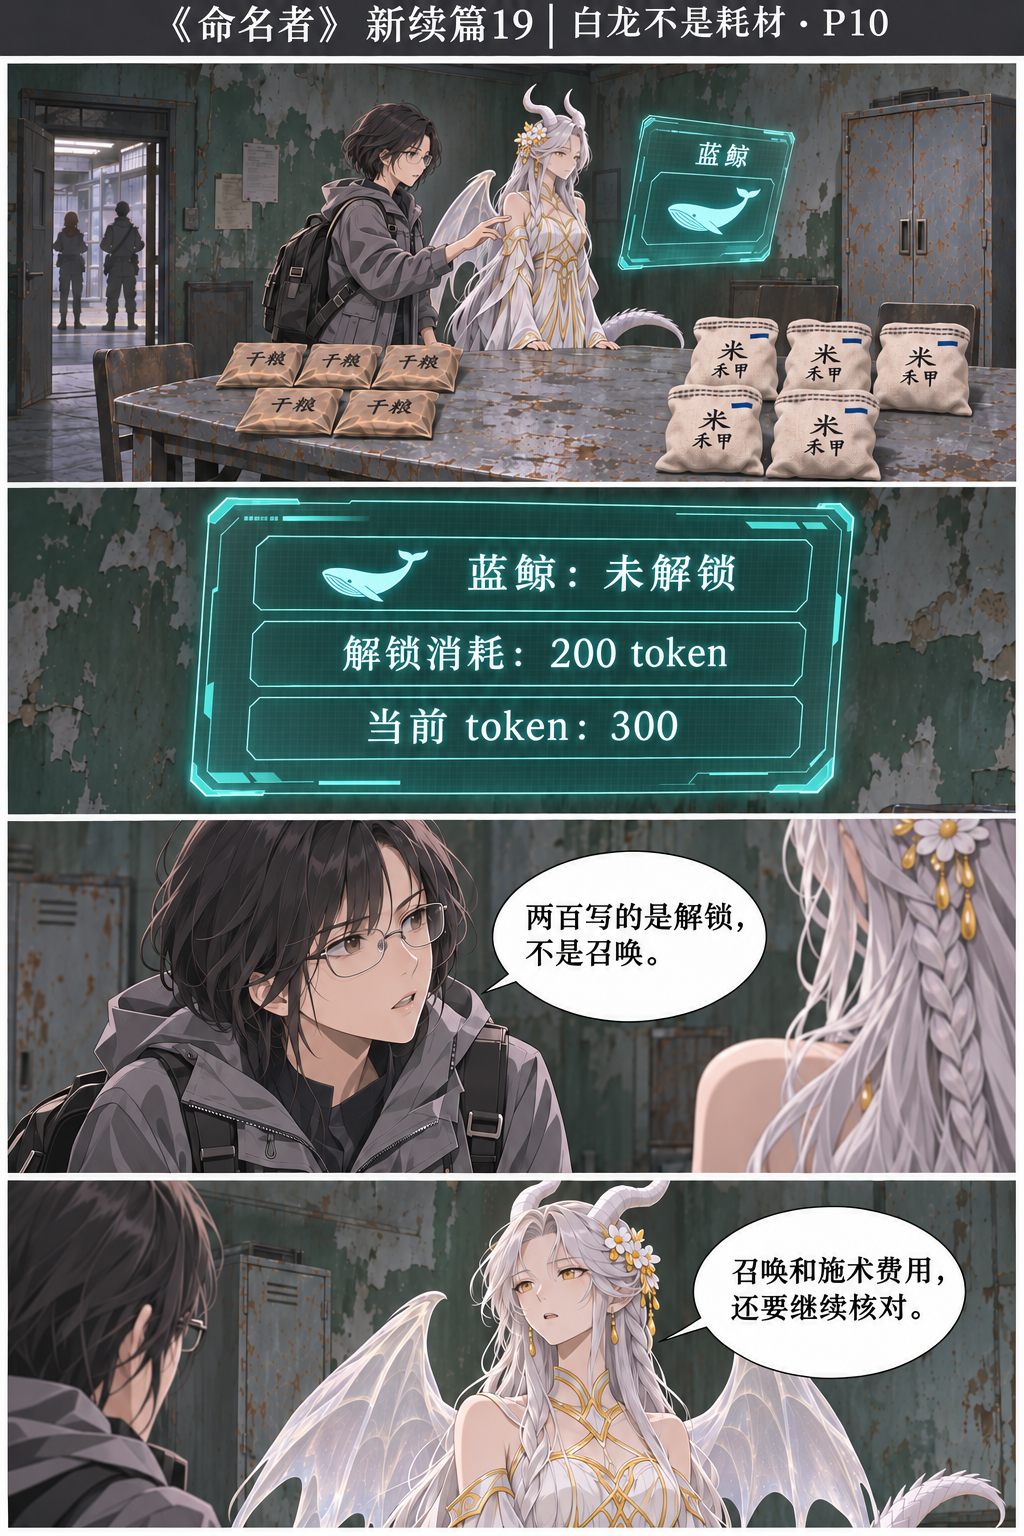 《命名者》 新续篇19 | 白龙不是耗材 · P10
蓝鲸
干粮
干粮
干粮
干粮
干粮
米
禾甲
米
禾甲
米
禾甲
米
禾甲
米
禾甲
蓝鲸：未解锁
解锁消耗：200 token
当前 token：300
两百写的是解锁，
不是召唤。
召唤和施术费用，
还要继续核对。